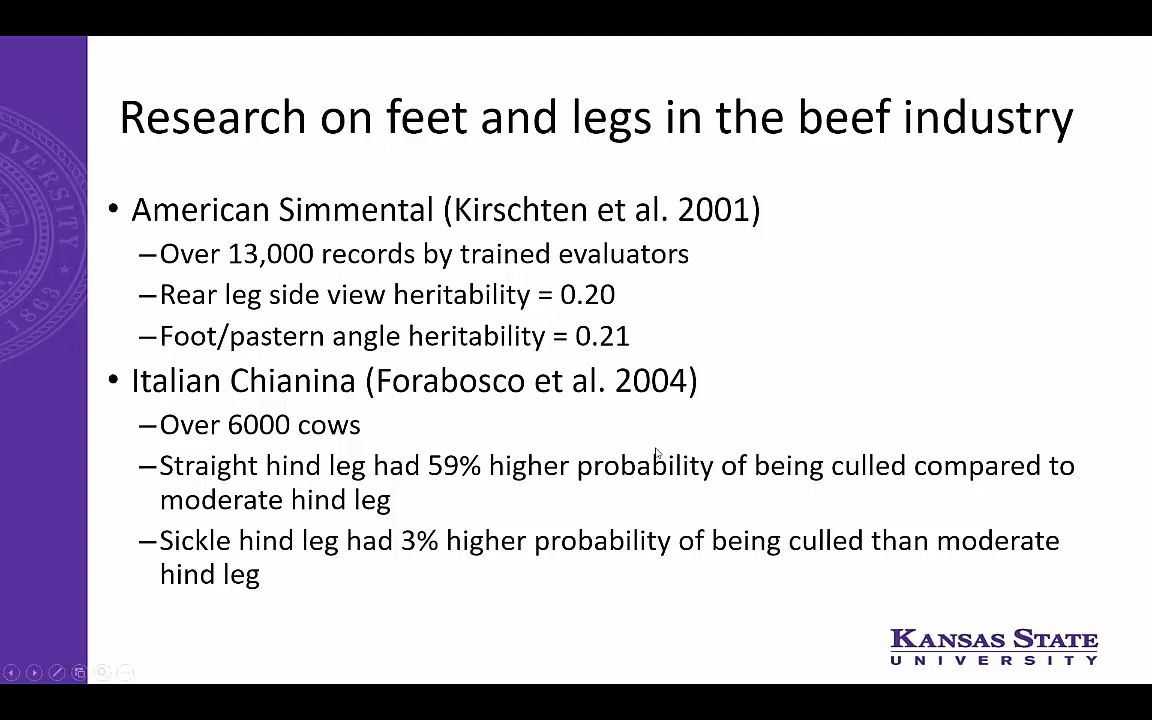 Research on feet and legs in the beef industry
• American Simmental (Kirschten et al. 2001)
–Over 13,000 records by trained evaluators
–Rear leg side view heritability = 0.20
–Foot/pastern angle heritability = 0.21
• Italian Chianina (Forabosco et al. 2004)
–Over 6000 cows
–Straight hind leg had 59% higher probability of being culled compared to
moderate hind leg
–Sickle hind leg had 3% higher probability of being culled than moderate
hind leg
KANSAS STATE
UNIVERSITY
1863